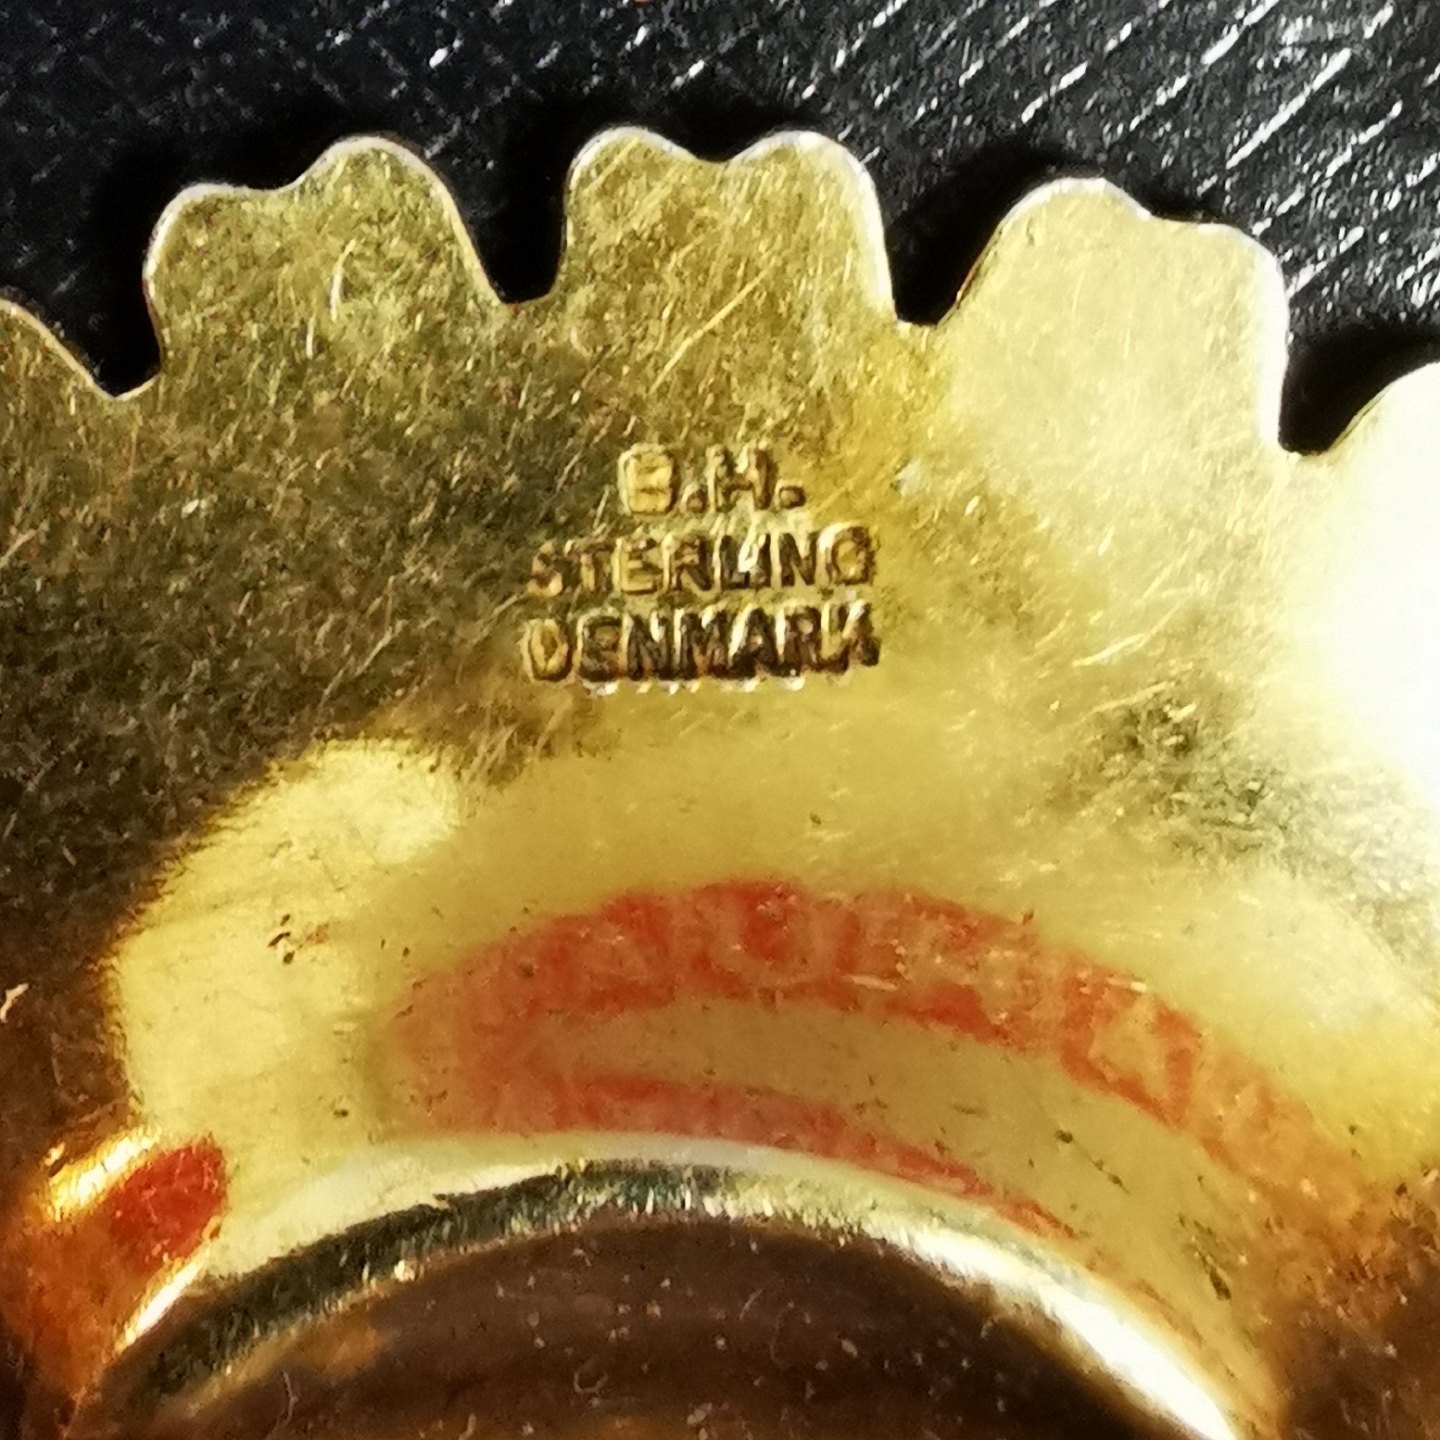 B.H.
STERLING
DENMARK